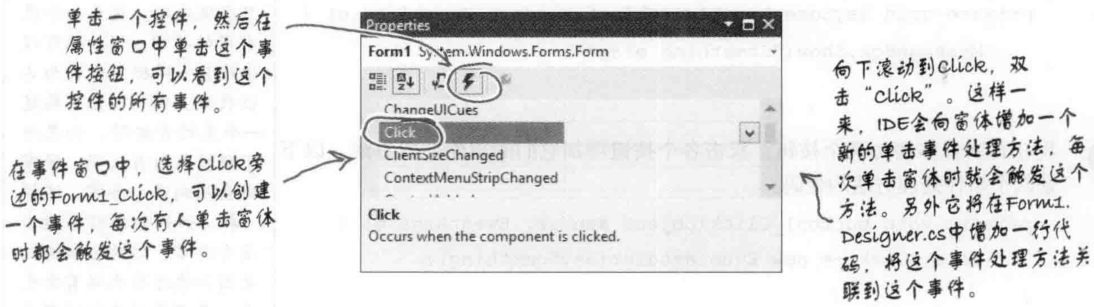 单击一个控件，然后在
属性窗口中单击这个事
件按钮，可以看到这个
控件的所有事件。
在事件窗口中，选择Click旁
边的Form1_Click，可以创建
一个事件，每次有人单击窗体
时都会触发这个事件。
Properties
Form1 System.Windows.Forms.Form
ChangeUICues
Click
ClientSizeChanged
ContextMenuStripChanged
Click
Occurs when the component is clicked.
向下滚动到Click，双
击“Click”。这样一
来，IDE会向窗体增加一个
新的单击事件处理方法，每
次单击窗体时就会触发这个
方法。另外它将在Form1.
Designer.cs中增加一行代
码，将这个事件处理方法关
联到这个事件。